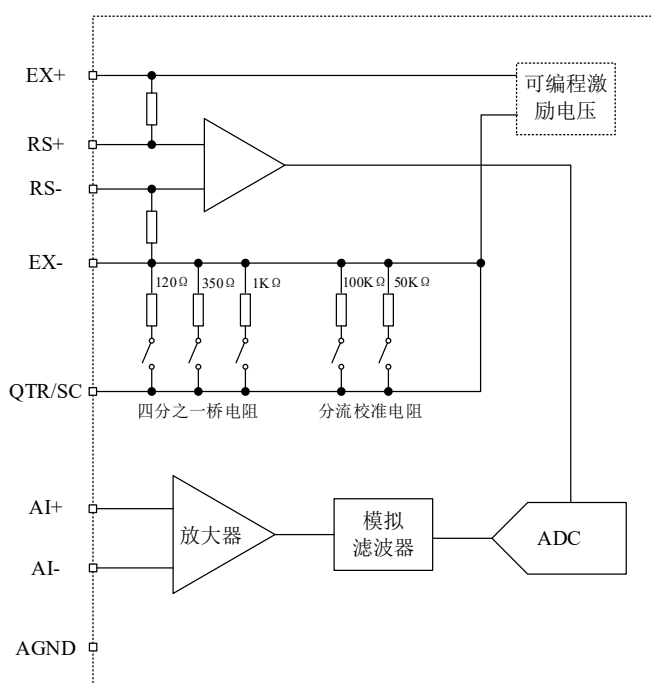 EX+
可编程激
励电压
RS+
RS-
EX-
120Ω 350Ω 1KΩ 100KΩ 50KΩ
QTR/SC
四分之一桥电阻 分流校准电阻
AI+
放大器
模拟
滤波器
ADC
AI-
AGND